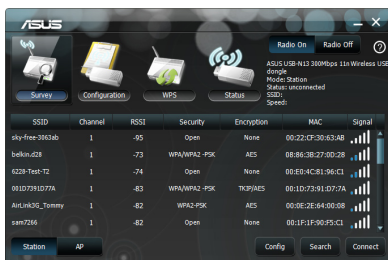 ASUS
Radio On Radio Off
ASUS USB-N13 300Mbps 11n Wireless USB
dongle
Mode: Station
Status: unconnected
SSID:
Speed:
Survey Configuration WPS Status
SSID Channel RSSI Security Encryption MAC Signal
sky-free-3063ab 1 -95 Open None 00:22:CF:30:63:AB
belkin.d28 1 -73 WPA/WPA2 -PSK AES 08:86:3B:27:0D:28
6228-Test-T2 1 -74 Open None 00:E0:4C:81:96:C1
001D7391D77A 1 -83 WPA/WPA2 -PSK TKIP/AES 00:1D:73:91:D7:7A
AirLink3G_Tommy 1 -82 WPA2-PSK AES 00:0E:2E:64:00:08
sam7266 1 -82 Open None 00:1F:1F:90:F5:C1
Station AP Config Search Connect